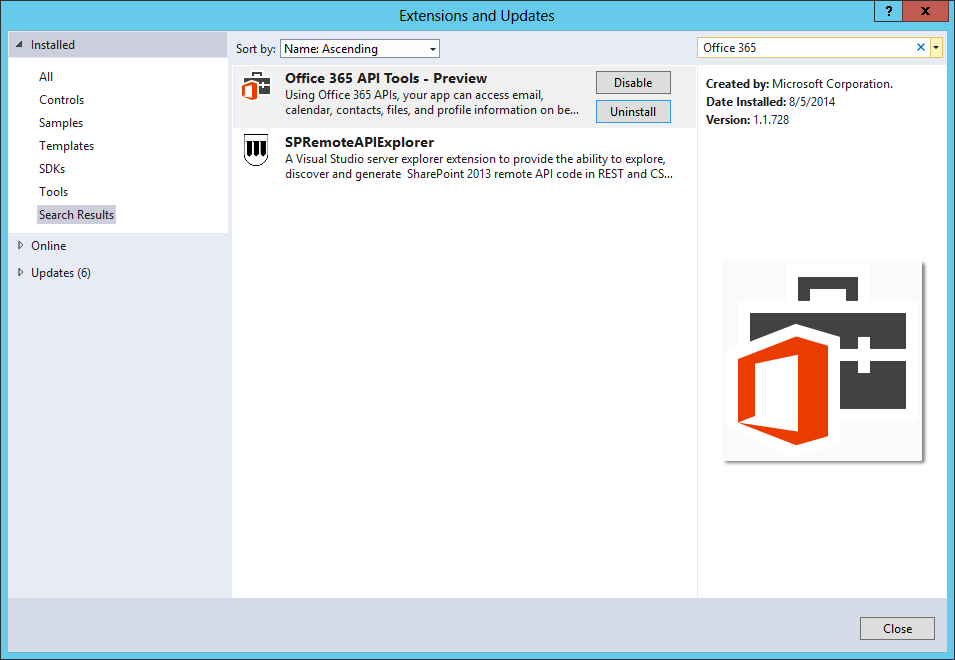 Extensions and Updates
?
x
Installed
All
Controls
Samples
Templates
SDKs
Tools
Search Results
Online
Updates (6)
Sort by: Name: Ascending
Office 365 API Tools - Preview
Using Office 365 APIs, your app can access email,
calendar, contacts, files, and profile information on be...
Disable
Uninstall
SPRemoteAPIExplorer
A Visual Studio server explorer extension to provide the ability to explore,
discover and generate SharePoint 2013 remote API code in REST and CS...
Office 365
Created by: Microsoft Corporation.
Date Installed: 8/5/2014
Version: 1.1.728
Close